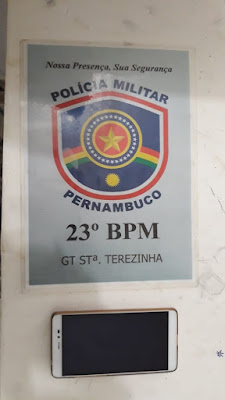 Nossa Presença, Sua Segurança
POLÍCIA MILITAR
PERNAMBUCO
23º BPM
GT STª. TEREZINHA